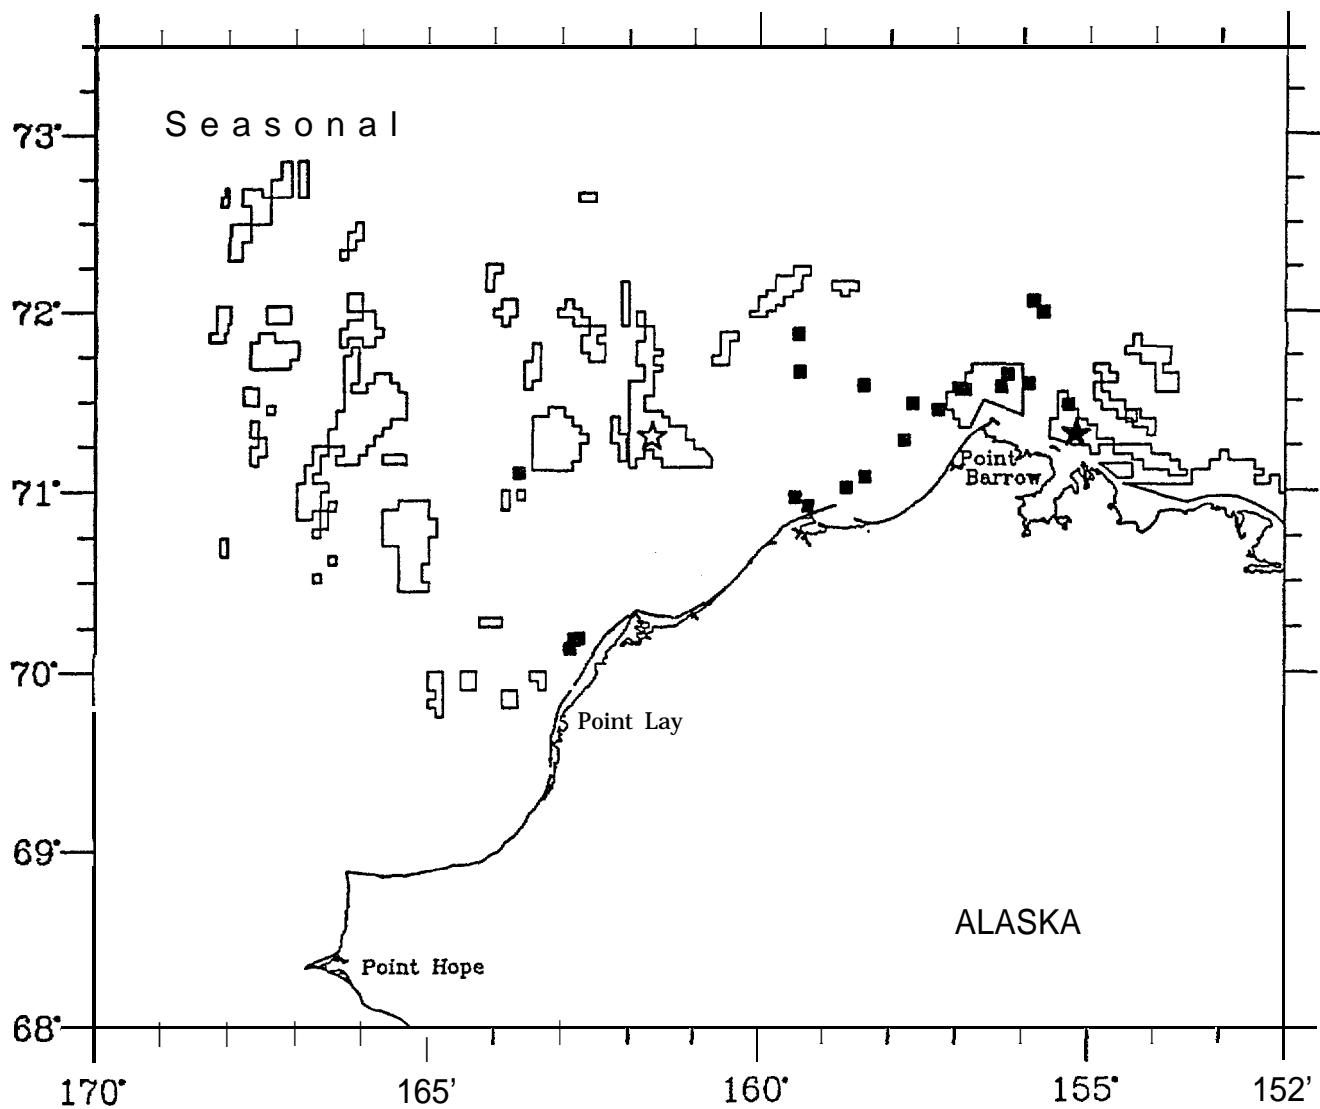 Seasonal
73°
72°
71°
70°
69°
68°
Point
Barrow
Point Lay
ALASKA
Point Hope
170° 165' 160° 155° 152'